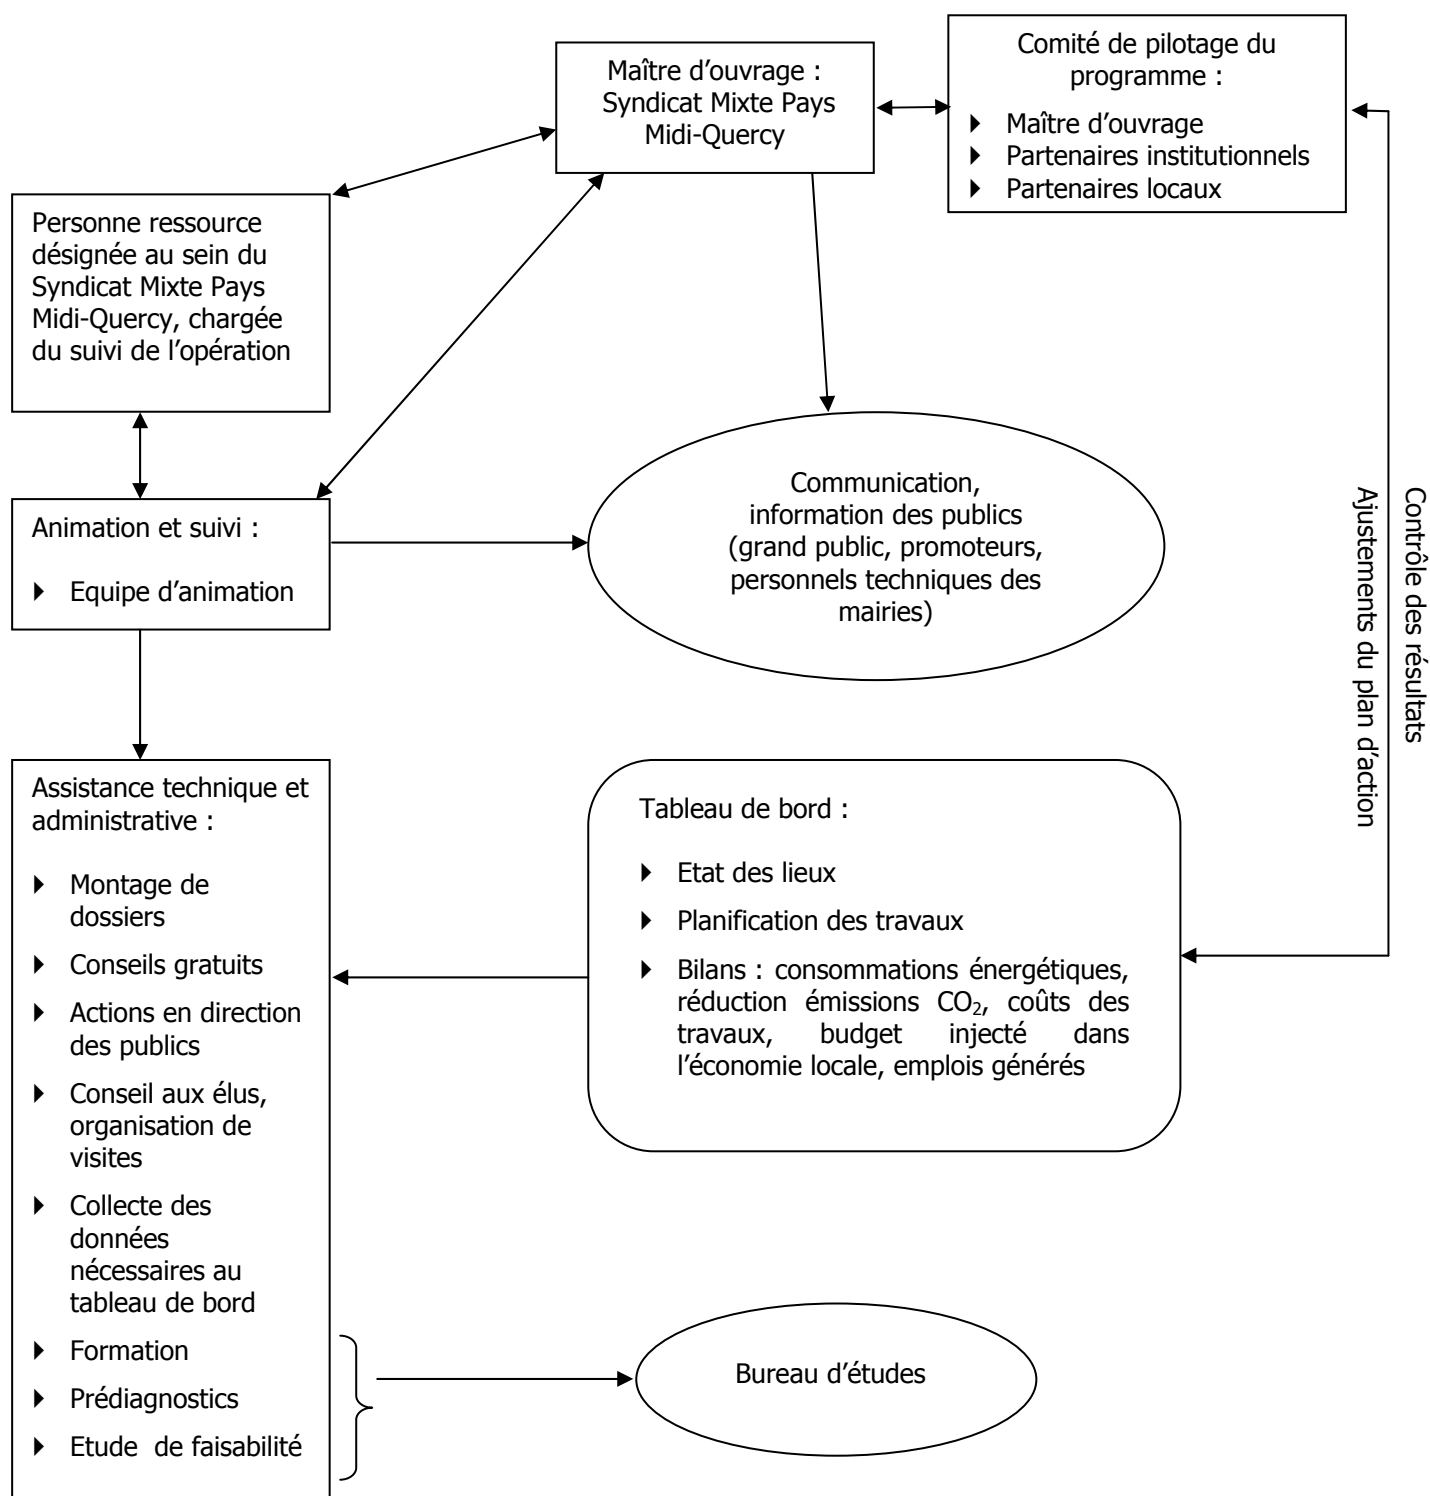 Maître d'ouvrage :
Syndicat Mixte Pays
Midi-Quercy
Comité de pilotage du
programme :
Maître d'ouvrage
Partenaires institutionnels
Partenaires locaux
Personne ressource
désignée au sein du
Syndicat Mixte Pays
Midi-Quercy, chargée
du suivi de l'opération
Animation et suivi :
Equipe d'animation
Communication,
information des publics
(grand public, promoteurs,
personnels techniques des
mairies)
Contrôle des résultats
Ajustements du plan d'action
Assistance technique et
administrative :
Montage de
dossiers
Conseils gratuits
Actions en direction
des publics
Conseil aux élus,
organisation de
visites
Collecte des
données
nécessaires au
tableau de bord
Formation
Prédiagnostics
Etude de faisabilité
Tableau de bord :
Etat des lieux
Planification des travaux
Bilans : consommations énergétiques,
réduction émissions CO₂, coûts des
travaux, budget injecté dans
l'économie locale, emplois générés
Bureau d'études